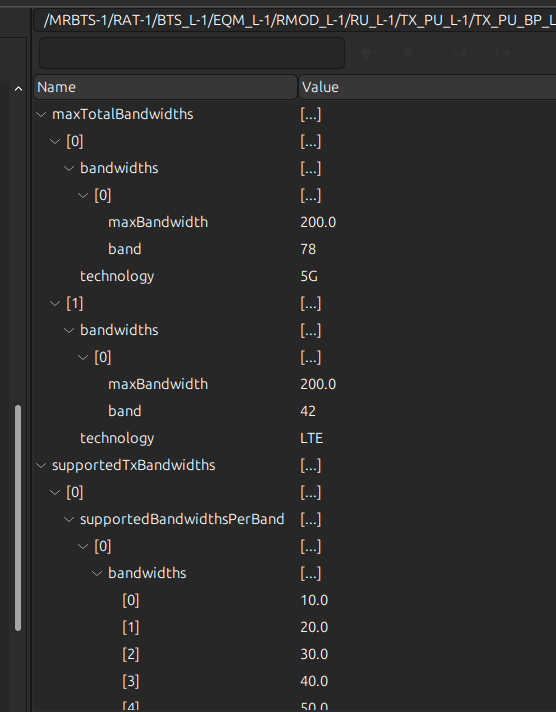 /MRBTS-1/RAT-1/BTS_L-1/EQM_L-1/RMOD_L-1/RU_L-1/TX_PU_L-1/TX_PU_BP_L
Name Value
maxTotalBandwidths [...]
[0] [...]
bandwidths [...]
[0] [...]
maxBandwidth 200.0
band 78
technology 5G
[1] [...]
bandwidths [...]
[0] [...]
maxBandwidth 200.0
band 42
technology LTE
supportedTxBandwidths [...]
[0] [...]
supportedBandwidthsPerBand [...]
[0] [...]
bandwidths [...]
[0] 10.0
[1] 20.0
[2] 30.0
[3] 40.0
[4] 50.0